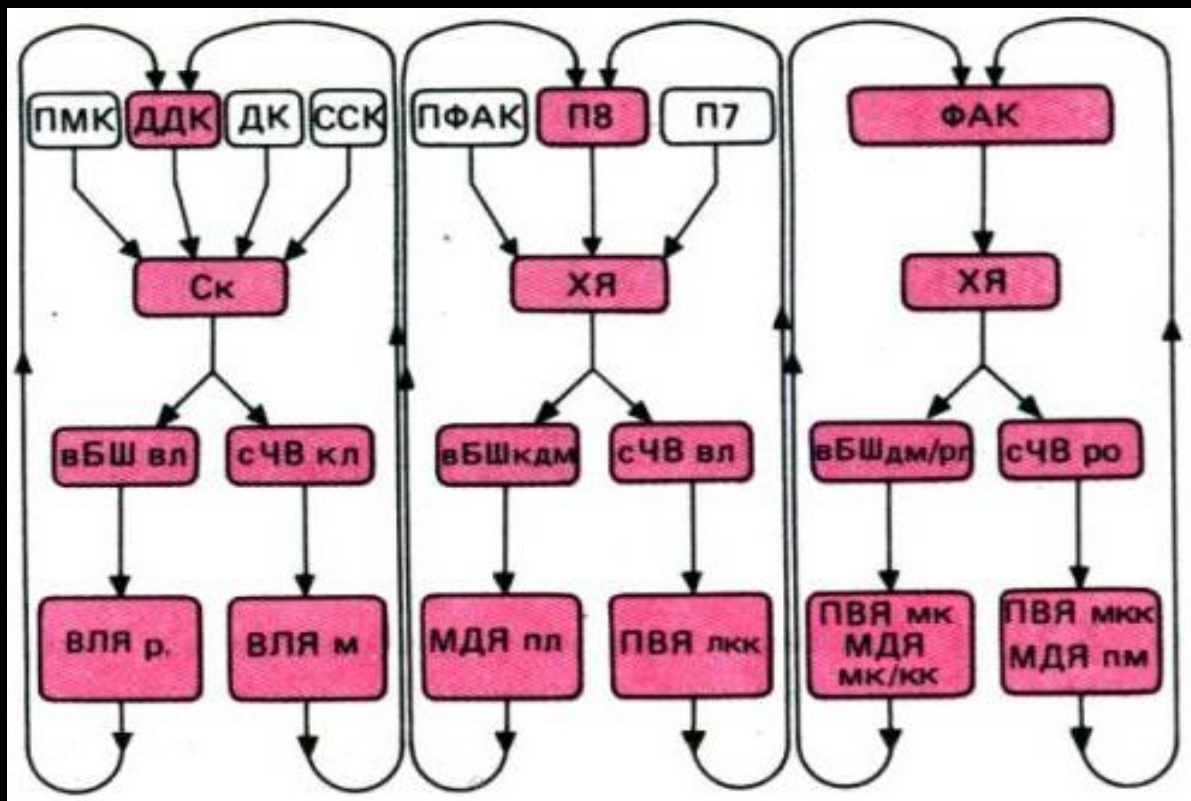 ПМК ДДК ДК ССК ПФАК П8 П7 ФАК
Ск ХЯ ХЯ
вБШ вл сЧВ кл вБШкдм сЧВ вл вБШдм/рг сЧВ ро
ВЛЯ р. ВЛЯ м МДЯ пл ПВЯ лкк
ПВЯ мк
МДЯ
мк/кк
ПВЯ мкк
МДЯ пм